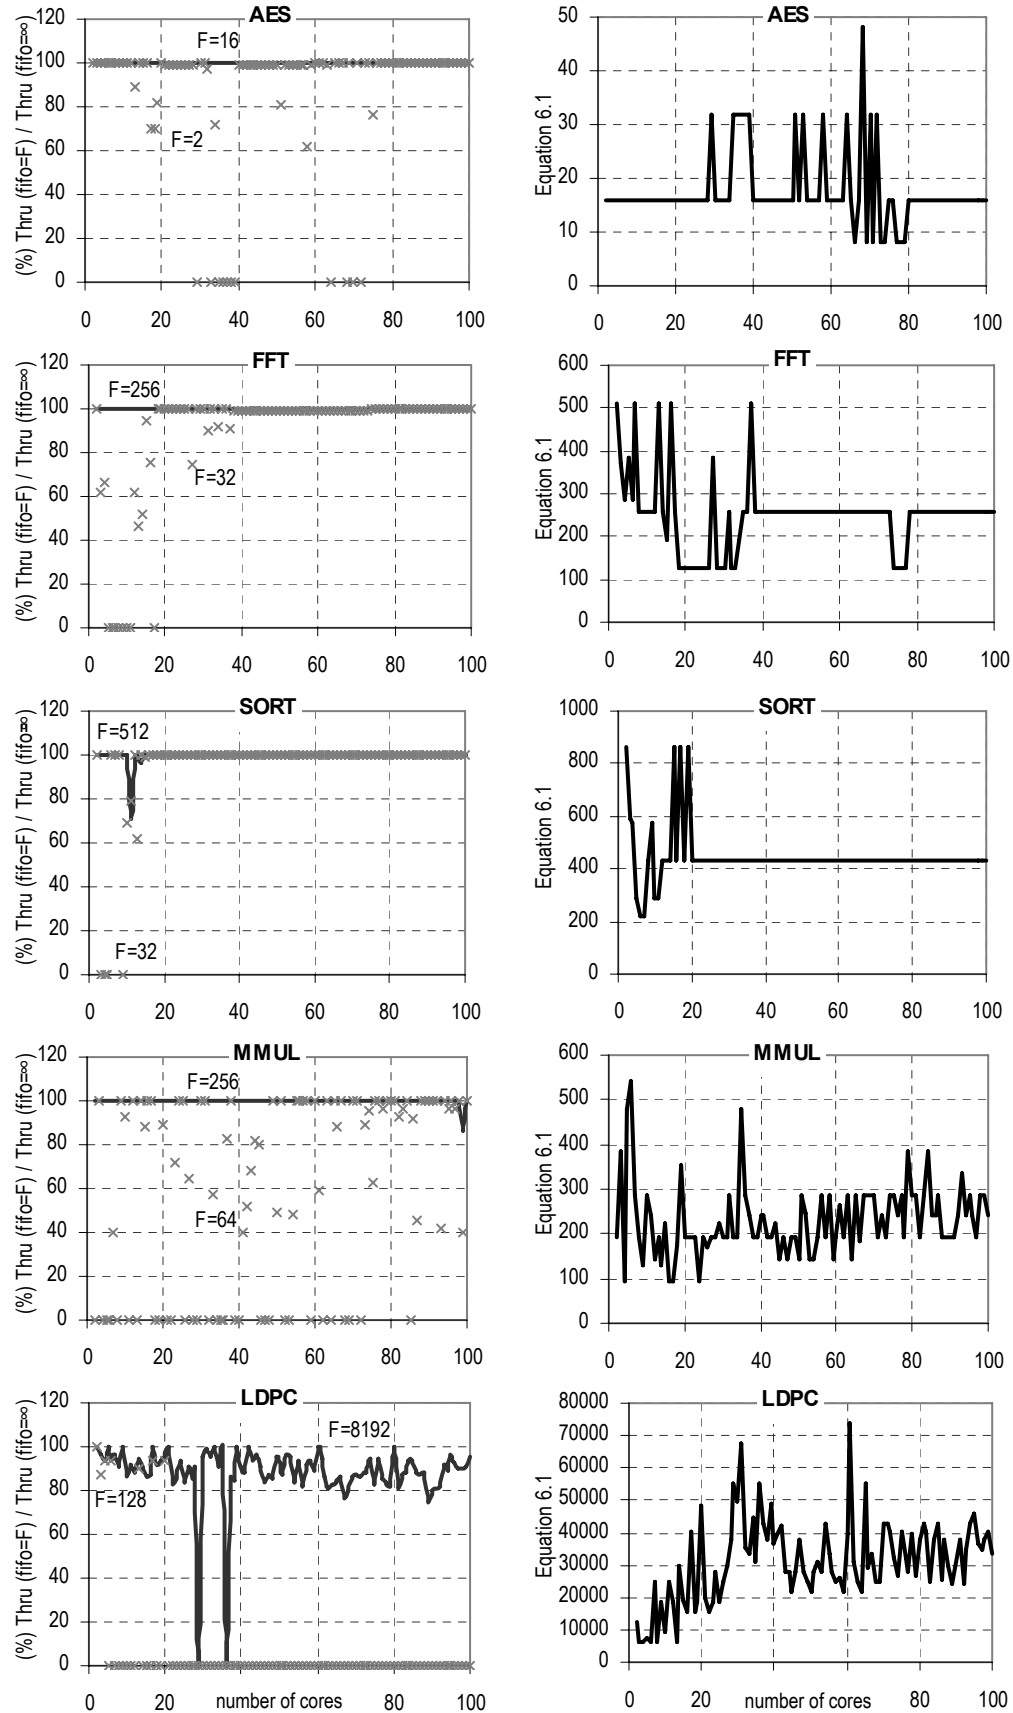 AES
(%) Thru (fifo=F) / Thru (fifo=∞)
120
100
80
60
40
20
0
F=16
F=2
0 20 40 60 80 100
AES
Equation 6.1
50
40
30
20
10
0
0 20 40 60 80 100
FFT
(%) Thru (fifo=F) / Thru (fifo=∞)
120
100
80
60
40
20
0
F=256
F=32
0 20 40 60 80 100
FFT
Equation 6.1
600
500
400
300
200
100
0
0 20 40 60 80 100
SORT
(%) Thru (fifo=F) / Thru (fifo=∞)
120
100
80
60
40
20
0
F=512
F=32
0 20 40 60 80 100
SORT
Equation 6.1
1000
800
600
400
200
0
0 20 40 60 80 100
MMUL
(%) Thru (fifo=F) / Thru (fifo=∞)
120
100
80
60
40
20
0
F=256
F=64
0 20 40 60 80 100
MMUL
Equation 6.1
600
500
400
300
200
100
0
0 20 40 60 80 100
LDPC
(%) Thru (fifo=F) / Thru (fifo=∞)
120
100
80
60
40
20
0
F=8192
F=128
0 20 40 60 80 100
number of cores
LDPC
Equation 6.1
80000
70000
60000
50000
40000
30000
20000
10000
0
0 20 40 60 80 100
number of cores